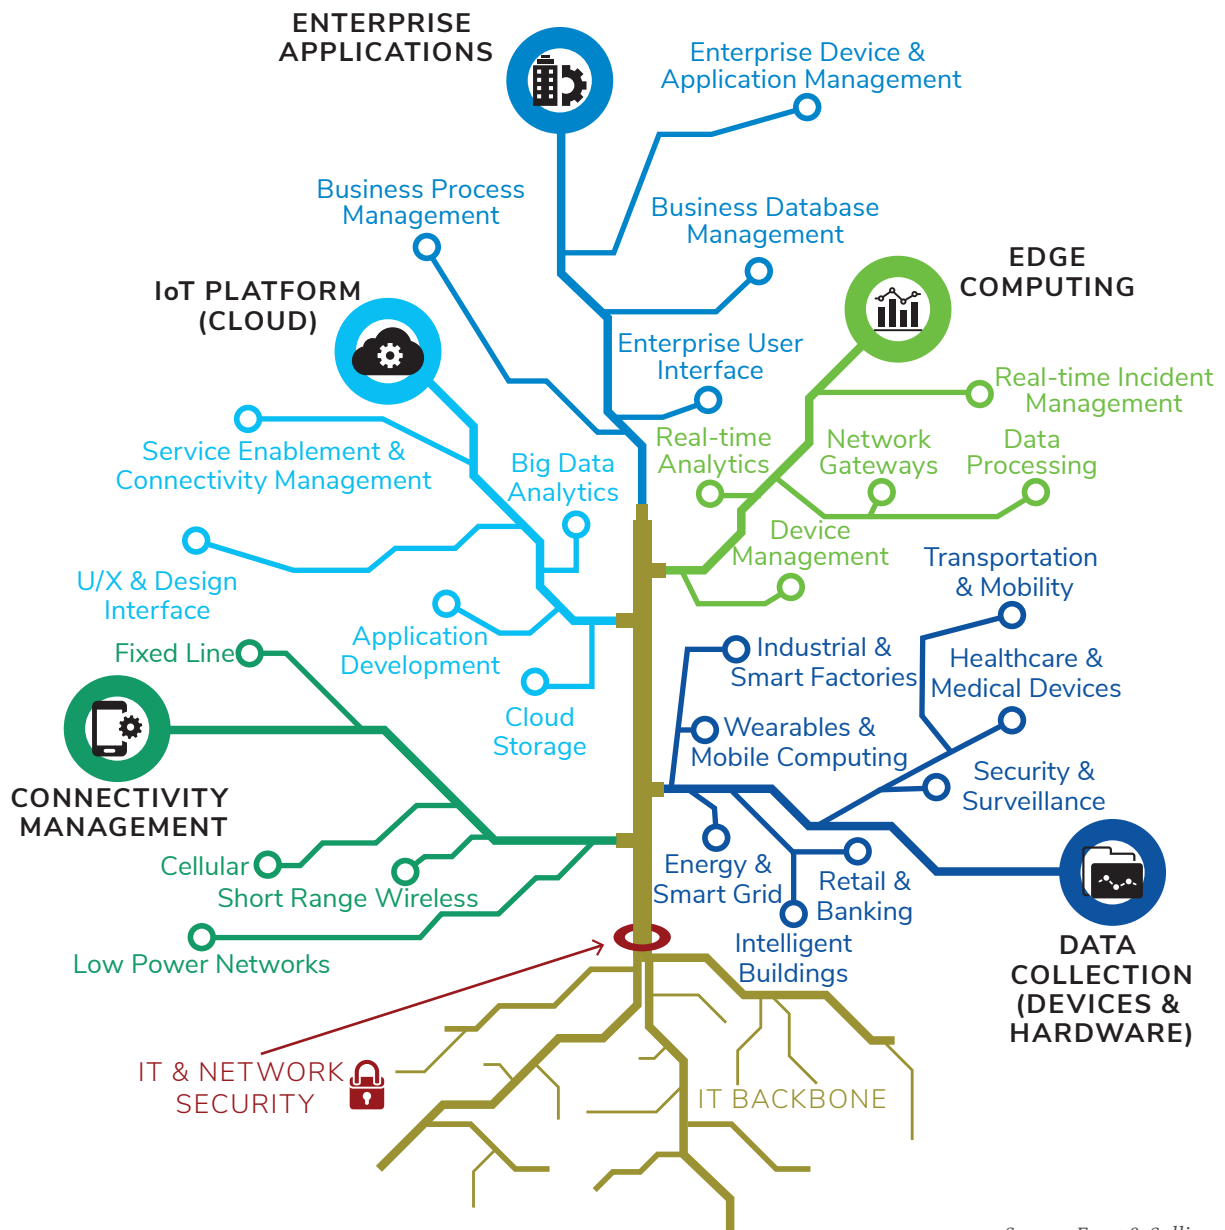 ENTERPRISE
APPLICATIONS
Enterprise Device &
Application Management
Business Process
Management
Business Database
Management
EDGE
COMPUTING
IoT PLATFORM
(CLOUD)
Enterprise User
Interface
Real-time Incident
Management
Service Enablement &
Connectivity Management
Big Data
Analytics
Real-time
Analytics
Network
Gateways
Data
Processing
Device
Management
U/X & Design
Interface
Transportation
& Mobility
Application
Development
Fixed Line
Industrial &
Smart Factories
Healthcare &
Medical Devices
Cloud
Storage
Wearables &
Mobile Computing
Security &
Surveillance
CONNECTIVITY
MANAGEMENT
Cellular
Short Range Wireless
Energy &
Smart Grid
Retail &
Banking
Low Power Networks
Intelligent
Buildings
DATA
COLLECTION
(DEVICES &
HARDWARE)
IT & NETWORK
SECURITY
IT BACKBONE